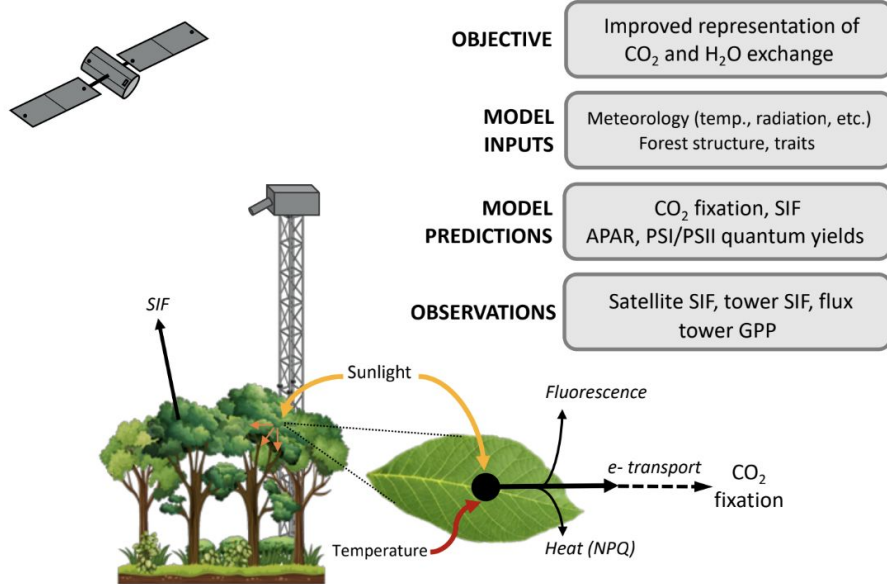 OBJECTIVE
Improved representation of
CO₂ and H₂O exchange
MODEL
INPUTS
Meteorology (temp., radiation, etc.)
Forest structure, traits
MODEL
PREDICTIONS
CO₂ fixation, SIF
APAR, PSI/PSII quantum yields
OBSERVATIONS
Satellite SIF, tower SIF, flux
tower GPP
SIF
Sunlight
Fluorescence
e- transport
CO₂
fixation
Temperature
Heat (NPQ)